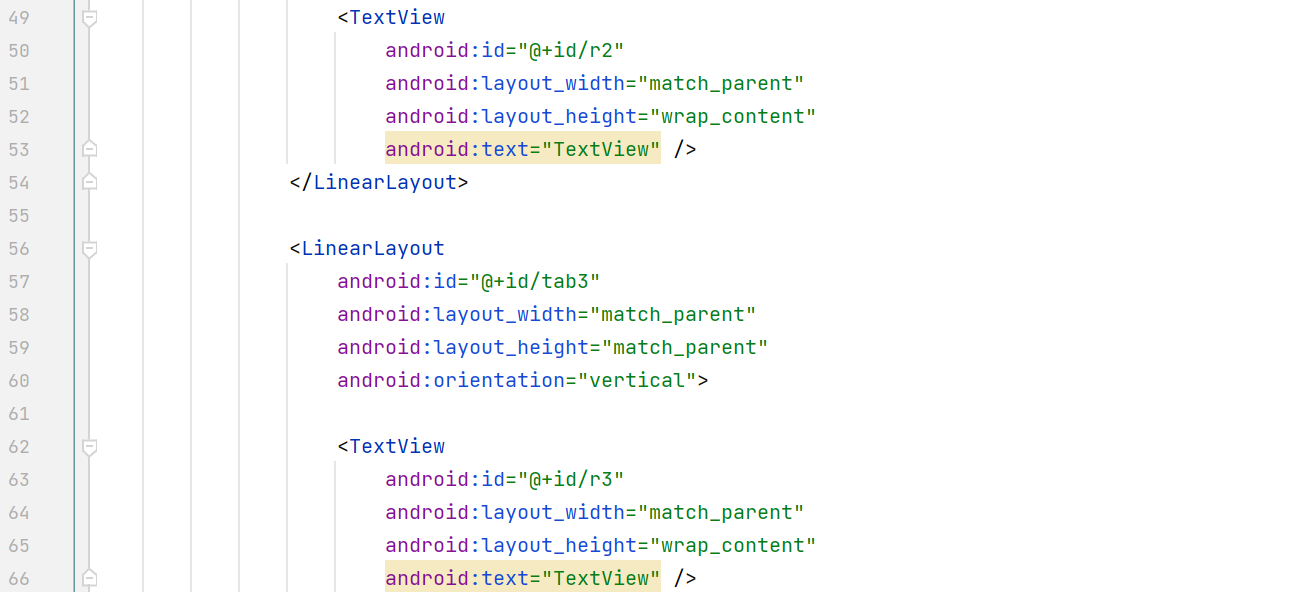 49 <TextView
50 android:id="@+id/r2"
51 android:layout_width="match_parent"
52 android:layout_height="wrap_content"
53 android:text="TextView" />
54 </LinearLayout>
55
56 <LinearLayout
57 android:id="@+id/tab3"
58 android:layout_width="match_parent"
59 android:layout_height="match_parent"
60 android:orientation="vertical">
61
62 <TextView
63 android:id="@+id/r3"
64 android:layout_width="match_parent"
65 android:layout_height="wrap_content"
66 android:text="TextView" />